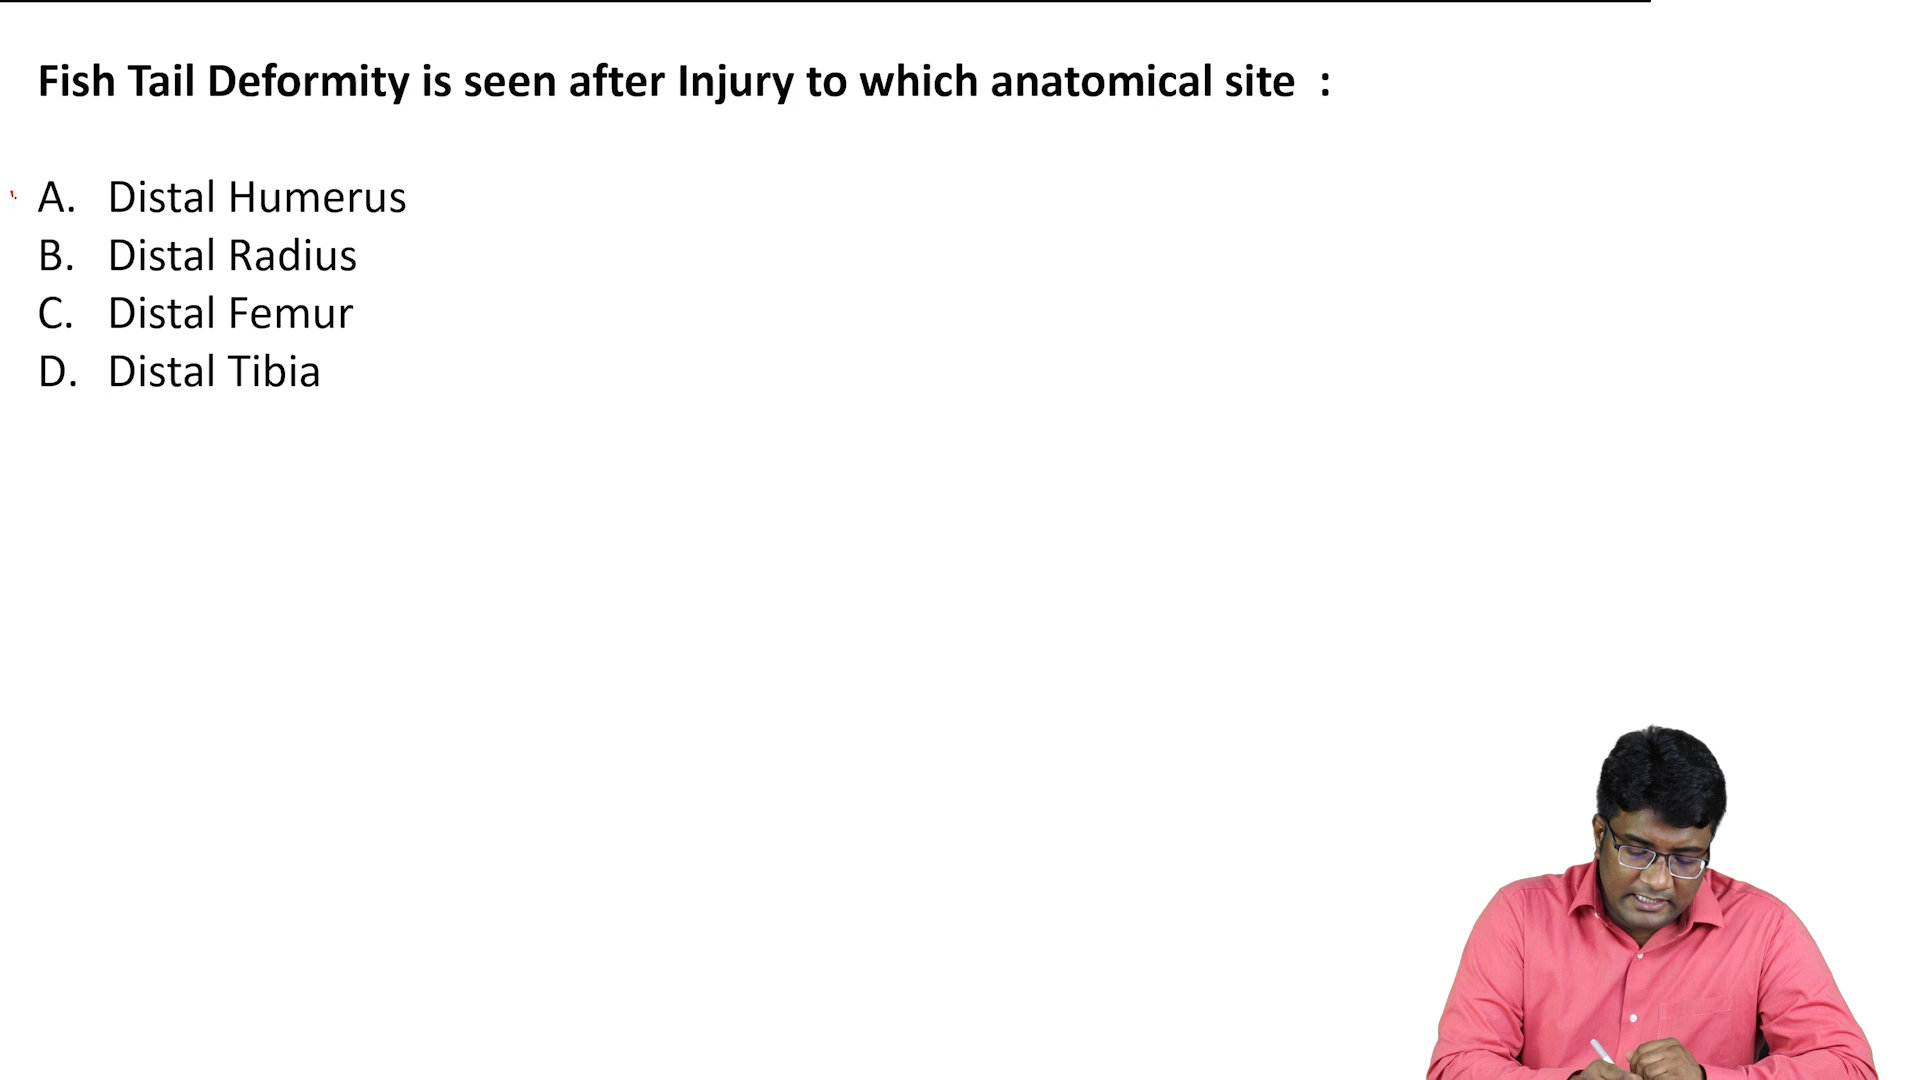 Fish Tail Deformity is seen after Injury to which anatomical site :
A. Distal Humerus
B. Distal Radius
C. Distal Femur
D. Distal Tibia